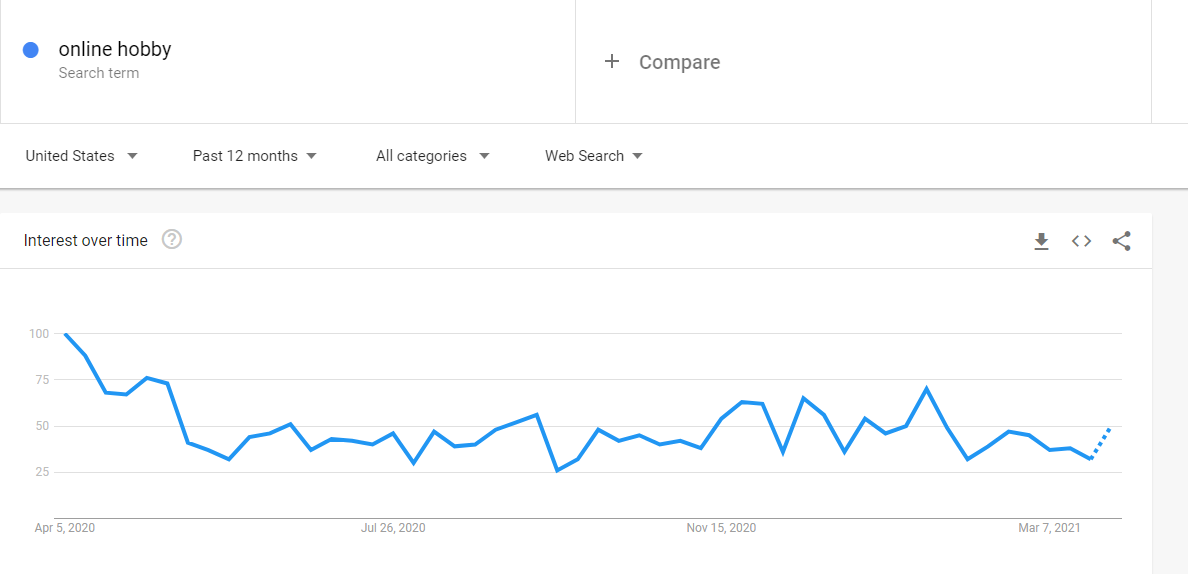 online hobby
Search term
+ Compare
United States
Past 12 months
All categories
Web Search
Interest over time
?
100
75
50
25
Apr 5, 2020
Jul 26, 2020
Nov 15, 2020
Mar 7, 2021